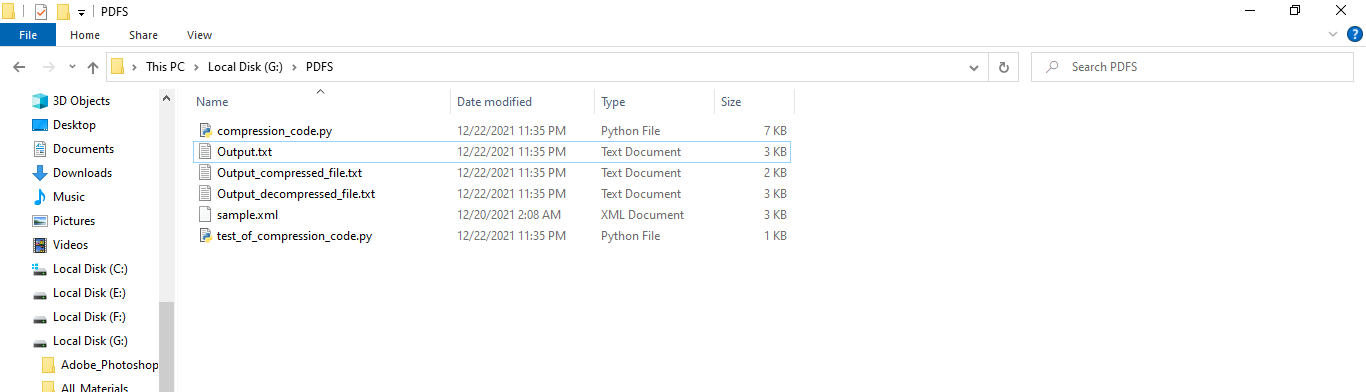 PDFS
File Home Share View
This PC > Local Disk (G:) > PDFS
Search PDFS
3D Objects
Desktop
Documents
Downloads
Music
Pictures
Videos
Local Disk (C:)
Local Disk (E:)
Local Disk (F:)
Local Disk (G:)
Adobe_Photoshop
All_Materials
Name Date modified Type Size
compression_code.py 12/22/2021 11:35 PM Python File 7 KB
Output.txt 12/22/2021 11:35 PM Text Document 3 KB
Output_compressed_file.txt 12/22/2021 11:35 PM Text Document 2 KB
Output_decompressed_file.txt 12/22/2021 11:35 PM Text Document 3 KB
sample.xml 12/20/2021 2:08 AM XML Document 3 KB
test_of_compression_code.py 12/22/2021 11:35 PM Python File 1 KB